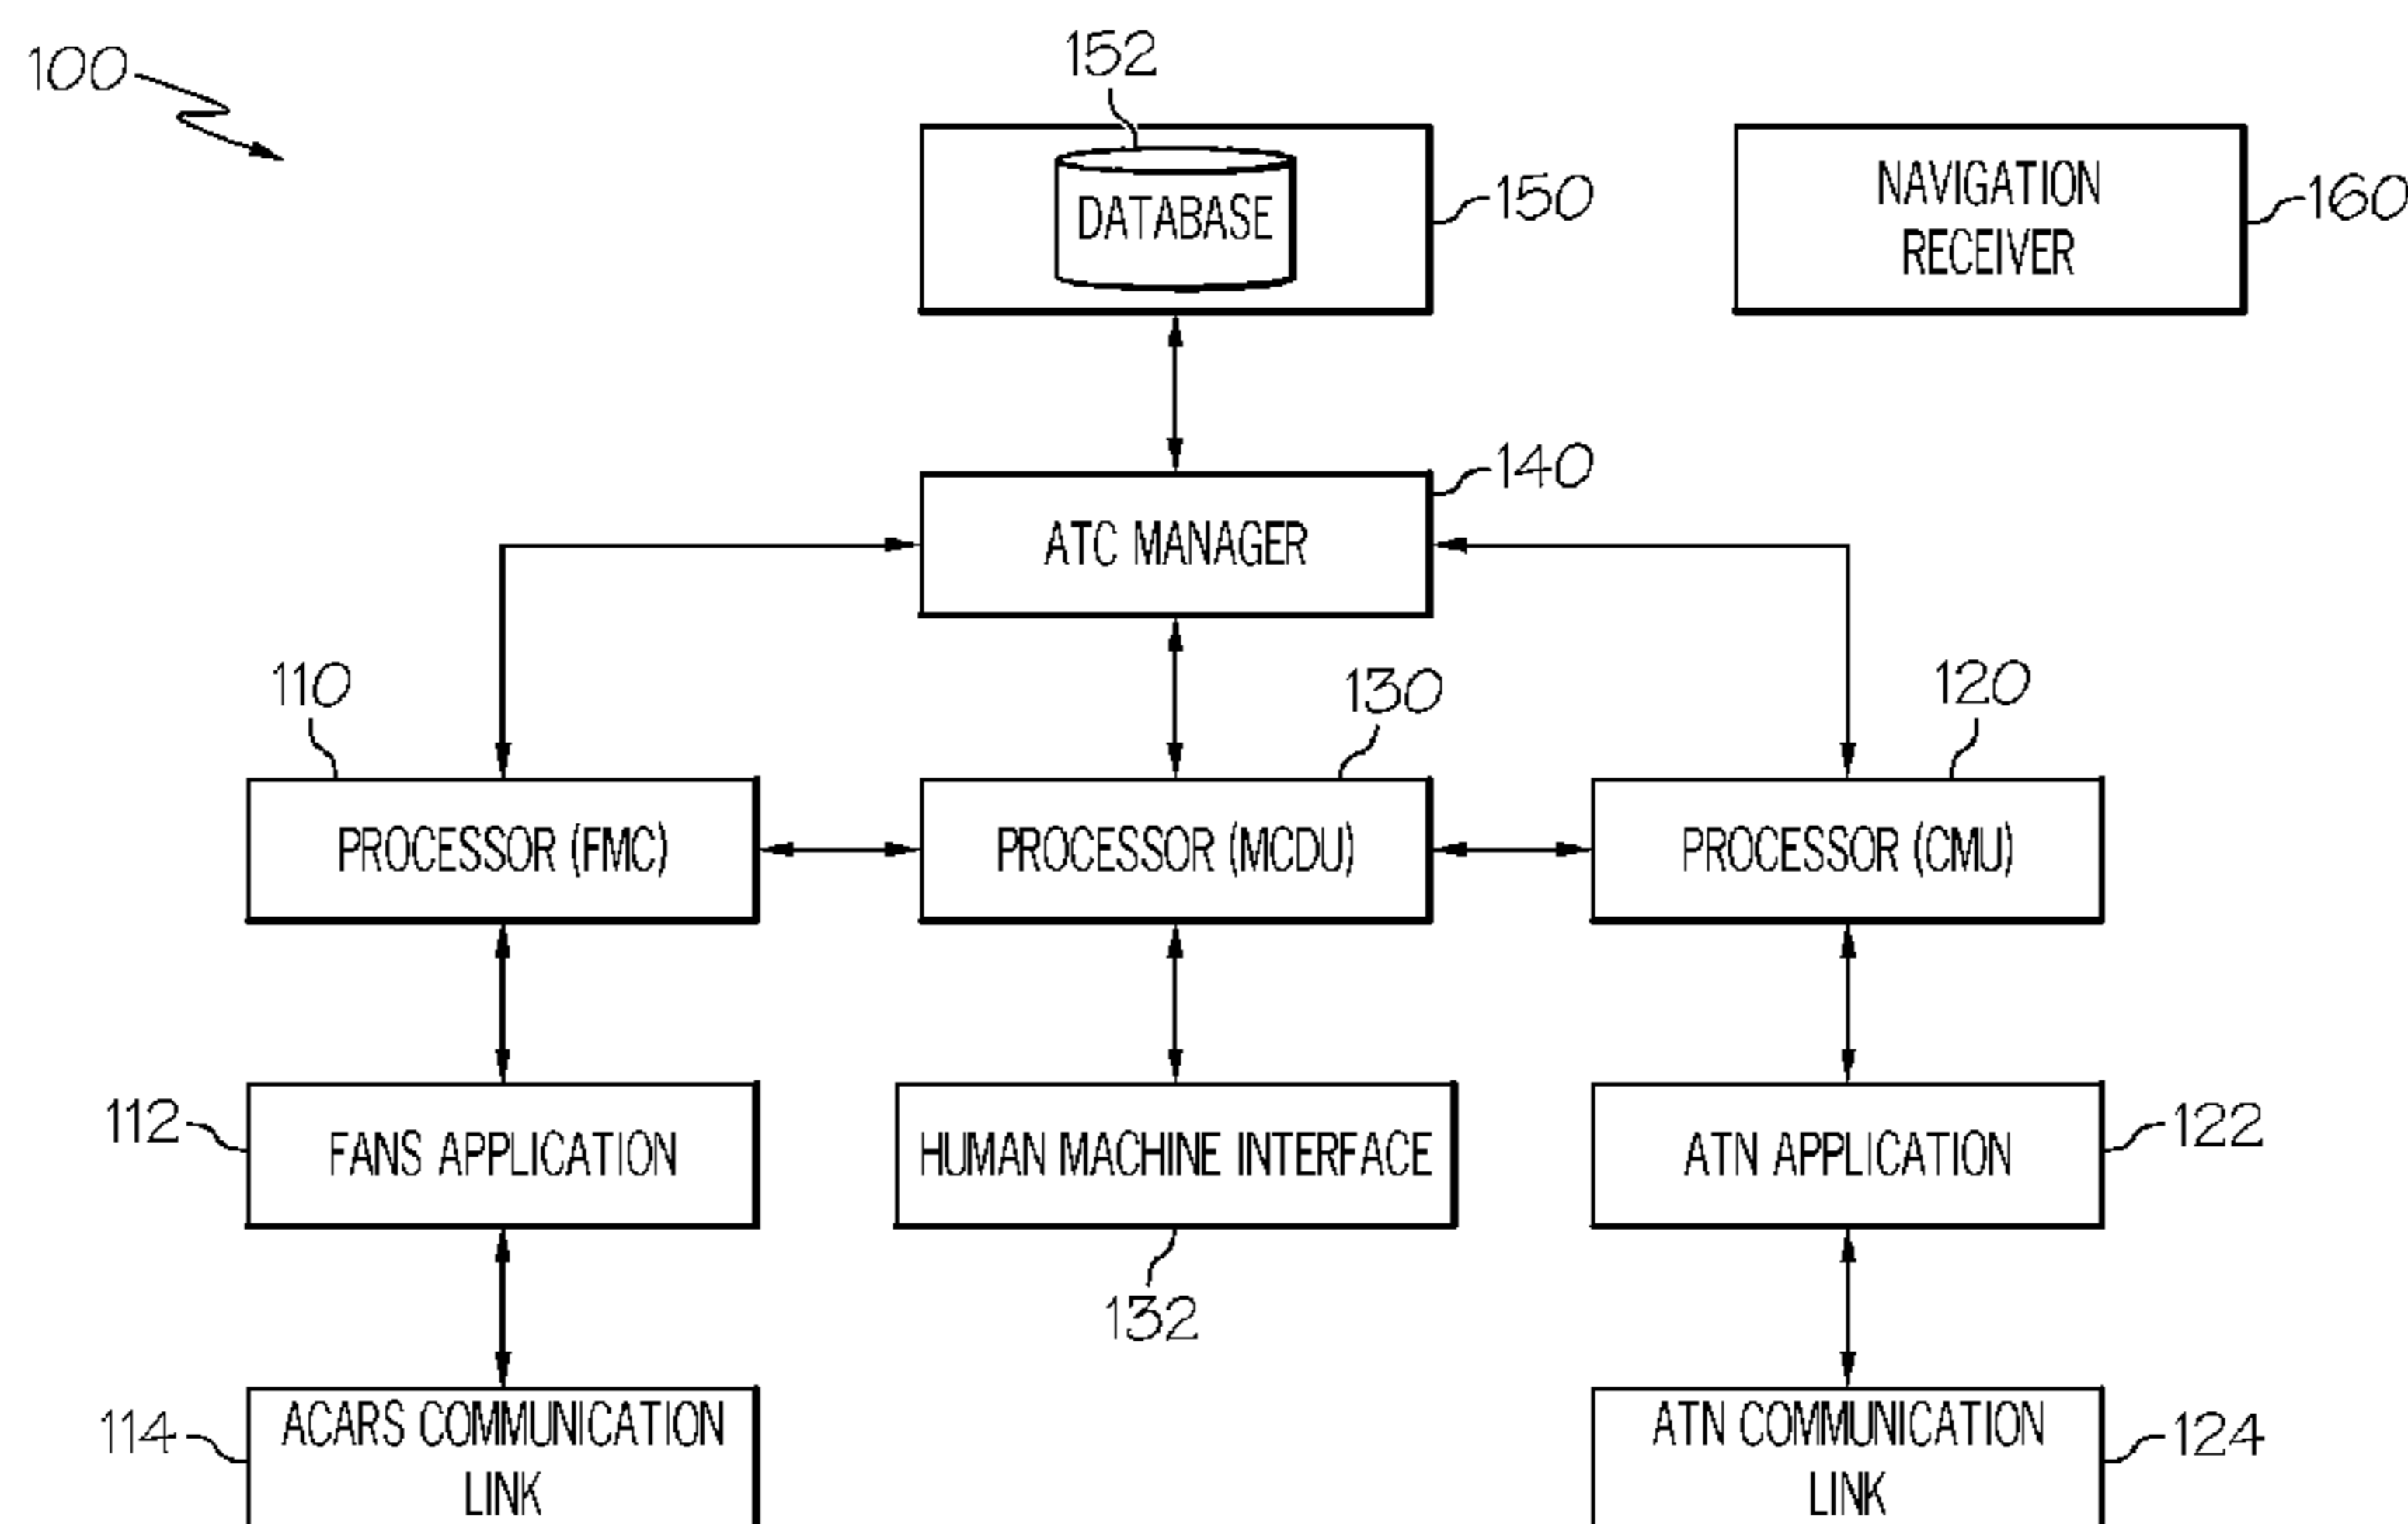 100
152
DATABASE
150
NAVIGATION
RECEIVER
160
ATC MANAGER
140
110
130
120
PROCESSOR (FMC)
PROCESSOR (MCDU)
PROCESSOR (CMU)
112
FANS APPLICATION
HUMAN MACHINE INTERFACE
ATN APPLICATION
122
132
114
ACARS COMMUNICATION
LINK
ATN COMMUNICATION
LINK
124